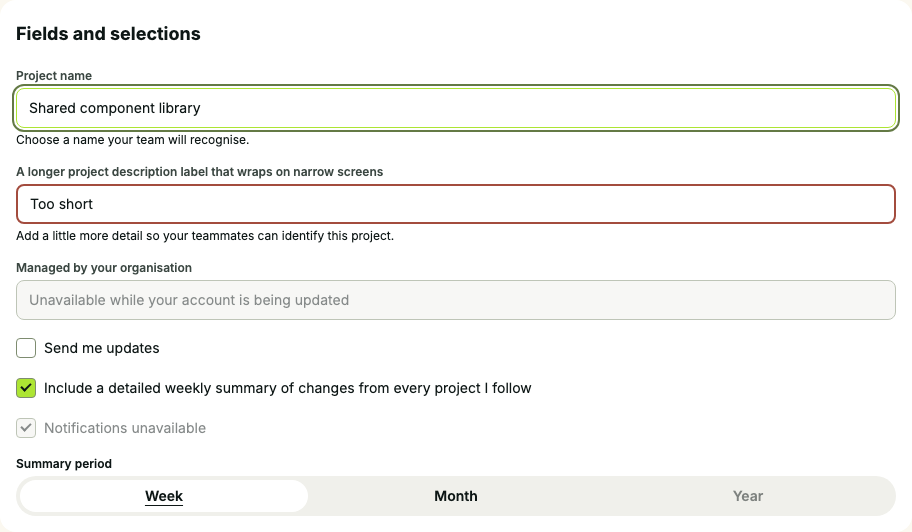 Fields and selections
Project name
Shared component library
Choose a name your team will recognise.
A longer project description label that wraps on narrow screens
Too short
Add a little more detail so your teammates can identify this project.
Managed by your organisation
Unavailable while your account is being updated
Send me updates
Include a detailed weekly summary of changes from every project I follow
Notifications unavailable
Summary period
Week Month Year